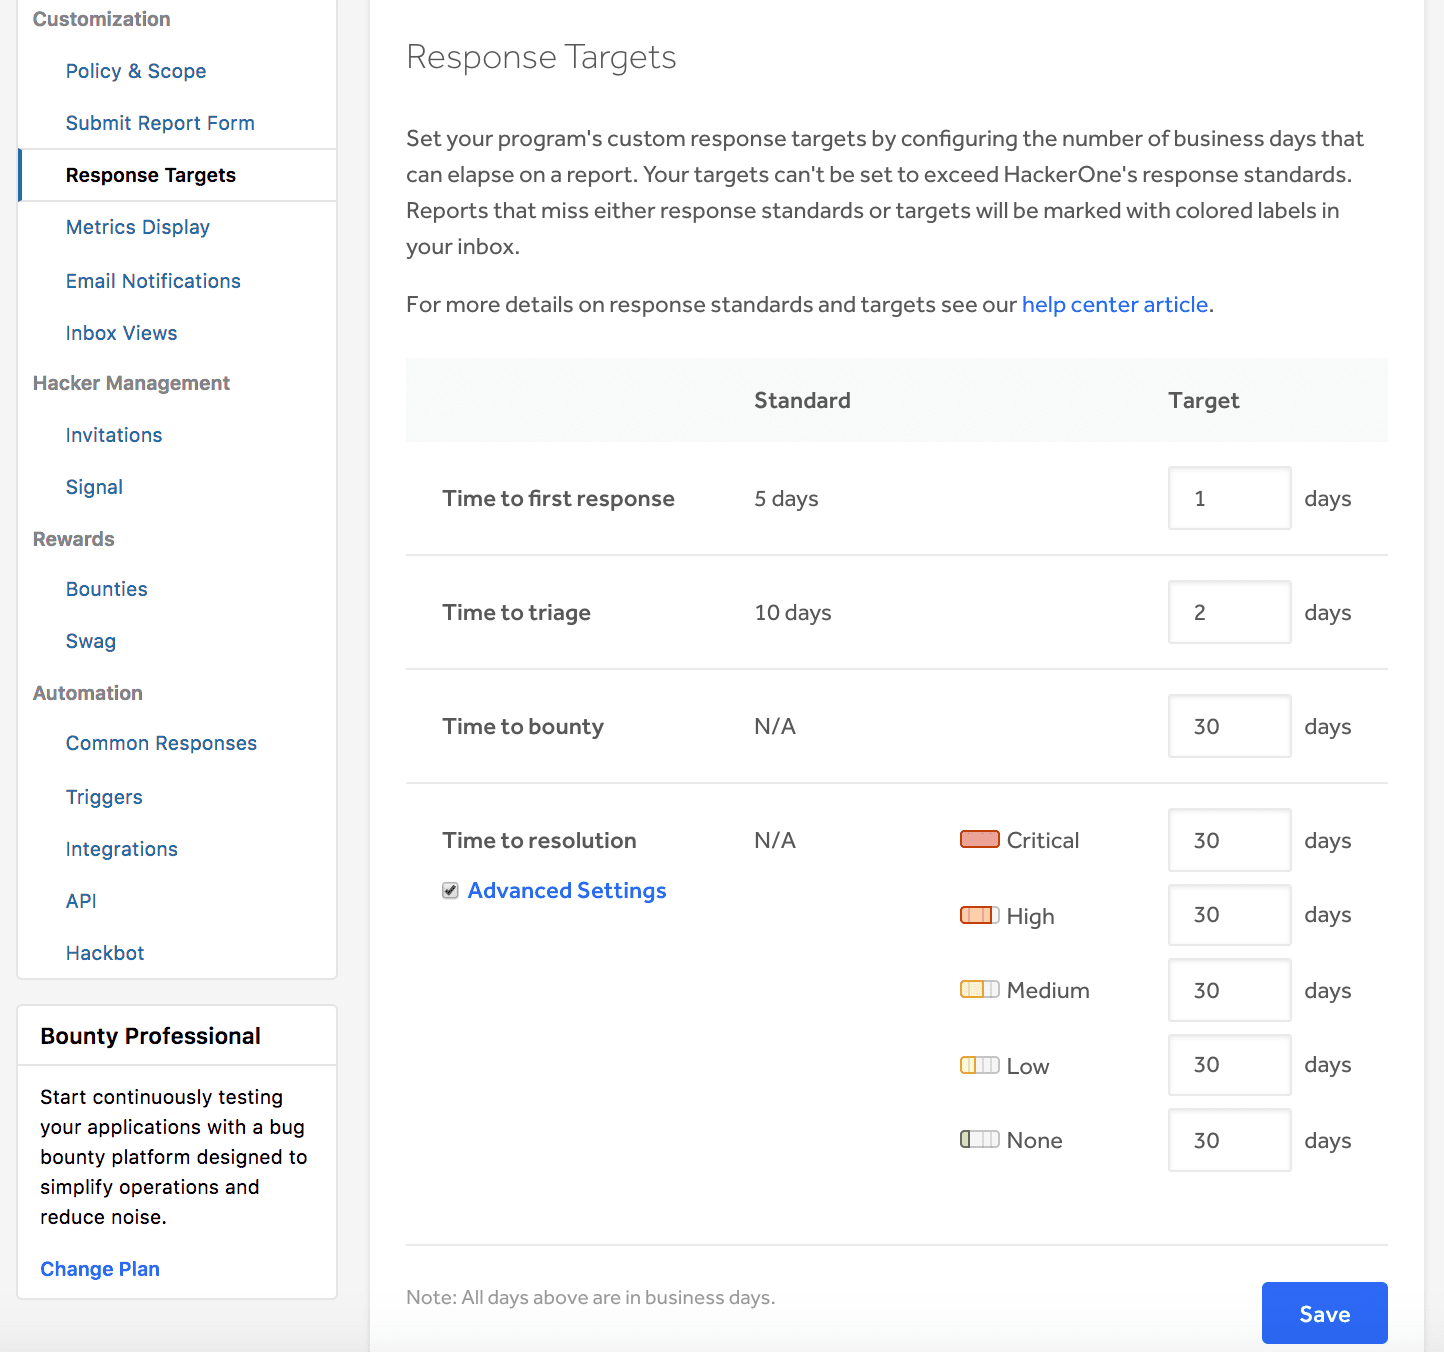 Customization
Policy & Scope
Submit Report Form
Response Targets
Metrics Display
Email Notifications
Inbox Views
Hacker Management
Invitations
Signal
Rewards
Bounties
Swag
Automation
Common Responses
Triggers
Integrations
API
Hackbot
Bounty Professional
Start continuously testing
your applications with a bug
bounty platform designed to
simplify operations and
reduce noise.
Change Plan
Response Targets
Set your program's custom response targets by configuring the number of business days that
can elapse on a report. Your targets can't be set to exceed HackerOne's response standards.
Reports that miss either response standards or targets will be marked with colored labels in
your inbox.
For more details on response standards and targets see our help center article.
Standard Target
Time to first response 5 days 1 days
Time to triage 10 days 2 days
Time to bounty N/A 30 days
Time to resolution N/A Critical 30 days
Advanced Settings
High 30 days
Medium 30 days
Low 30 days
None 30 days
Note: All days above are in business days.
Save